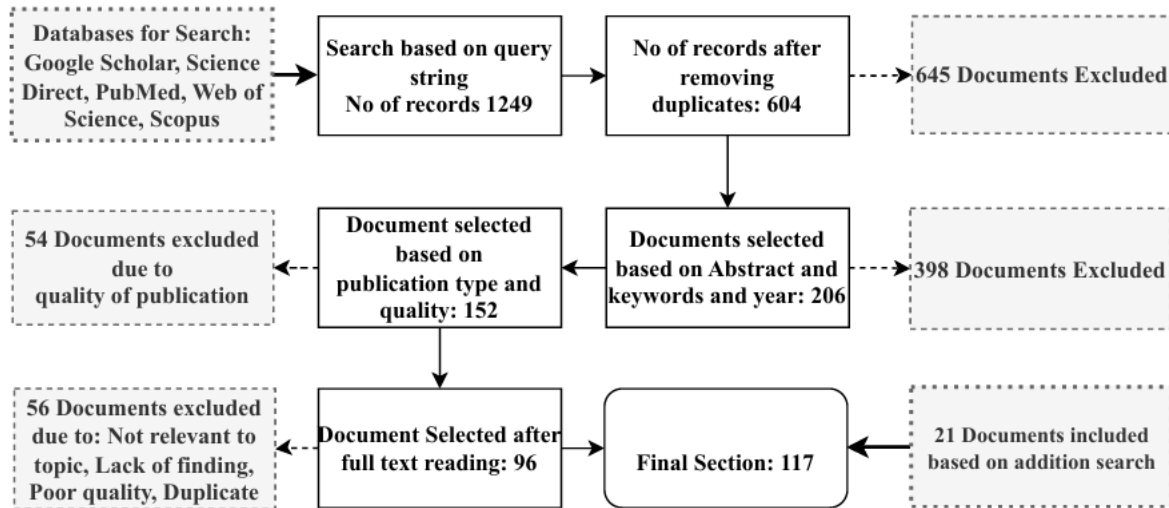 Databases for Search:
Google Scholar, Science
Direct, PubMed, Web of
Science, Scopus
Search based on query
string
No of records 1249
No of records after
removing
duplicates: 604
645 Documents Excluded
54 Documents excluded
due to
quality of publication
Document selected
based on
publication type and
quality: 152
Documents selected
based on Abstract and
keywords and year: 206
398 Documents Excluded
56 Documents excluded
due to: Not relevant to
topic, Lack of finding,
Poor quality, Duplicate
Document Selected after
full text reading: 96
Final Section: 117
21 Documents included
based on addition search